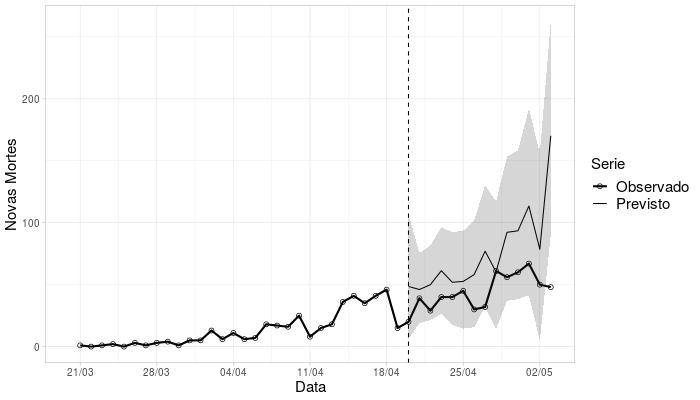 Novas Mortes
200
100
0
21/03
28/03
04/04
11/04
18/04
25/04
02/05
Data
Serie
Observado
Previsto